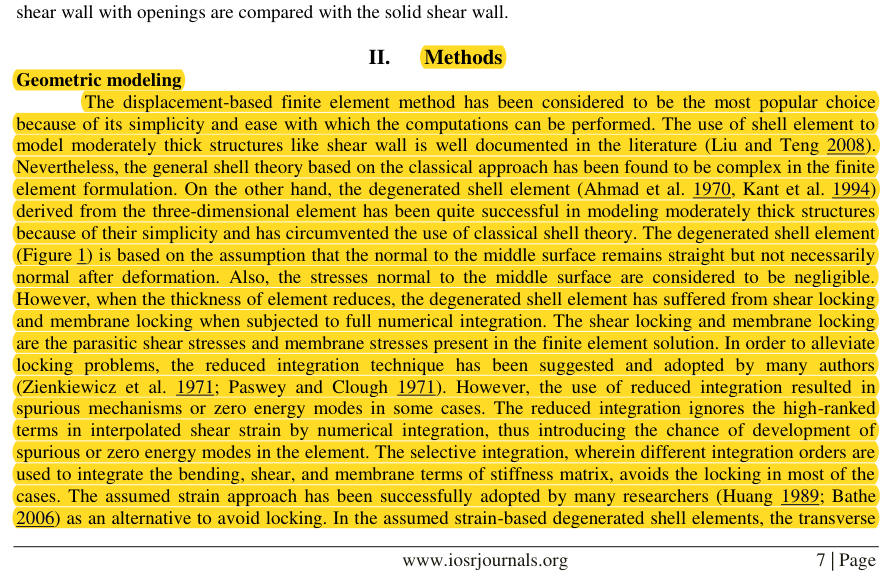 shear wall with openings are compared with the solid shear wall.
II. Methods
Geometric modeling
The displacement-based finite element method has been considered to be the most popular choice
because of its simplicity and ease with which the computations can be performed. The use of shell element to
model moderately thick structures like shear wall is well documented in the literature (Liu and Teng 2008).
Nevertheless, the general shell theory based on the classical approach has been found to be complex in the finite
element formulation. On the other hand, the degenerated shell element (Ahmad et al. 1970, Kant et al. 1994)
derived from the three-dimensional element has been quite successful in modeling moderately thick structures
because of their simplicity and has circumvented the use of classical shell theory. The degenerated shell element
(Figure 1) is based on the assumption that the normal to the middle surface remains straight but not necessarily
normal after deformation. Also, the stresses normal to the middle surface are considered to be negligible.
However, when the thickness of element reduces, the degenerated shell element has suffered from shear locking
and membrane locking when subjected to full numerical integration. The shear locking and membrane locking
are the parasitic shear stresses and membrane stresses present in the finite element solution. In order to alleviate
locking problems, the reduced integration technique has been suggested and adopted by many authors
(Zienkiewicz et al. 1971; Paswey and Clough 1971). However, the use of reduced integration resulted in
spurious mechanisms or zero energy modes in some cases. The reduced integration ignores the high-ranked
terms in interpolated shear strain by numerical integration, thus introducing the chance of development of
spurious or zero energy modes in the element. The selective integration, wherein different integration orders are
used to integrate the bending, shear, and membrane terms of stiffness matrix, avoids the locking in most of the
cases. The assumed strain approach has been successfully adopted by many researchers (Huang 1989; Bathe
2006) as an alternative to avoid locking. In the assumed strain-based degenerated shell elements, the transverse
www.iosrjournals.org
7 | Page